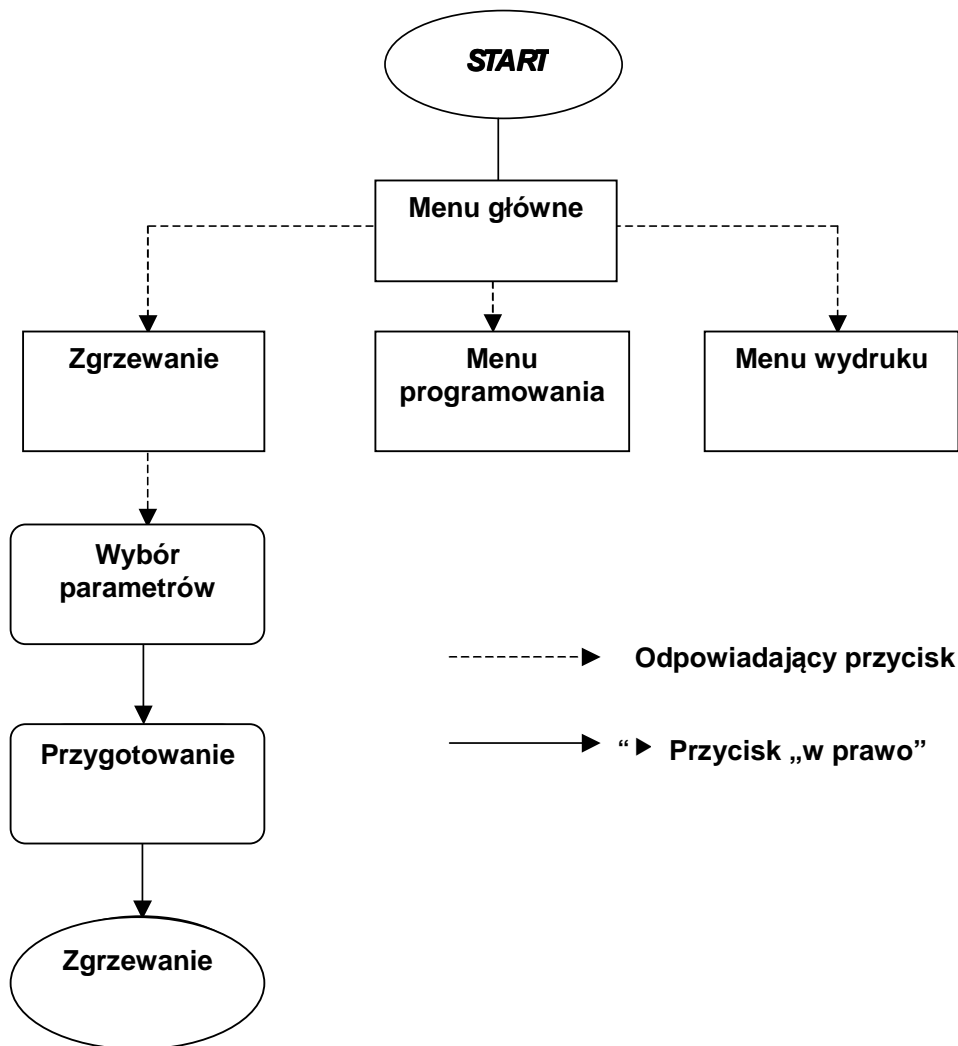 START
Menu główne
Zgrzewanie
Menu
programowania
Menu wydruku
Wybór
parametrów
Odpowiadający przycisk
Przygotowanie
“ ▶ Przycisk „w prawo”
Zgrzewanie